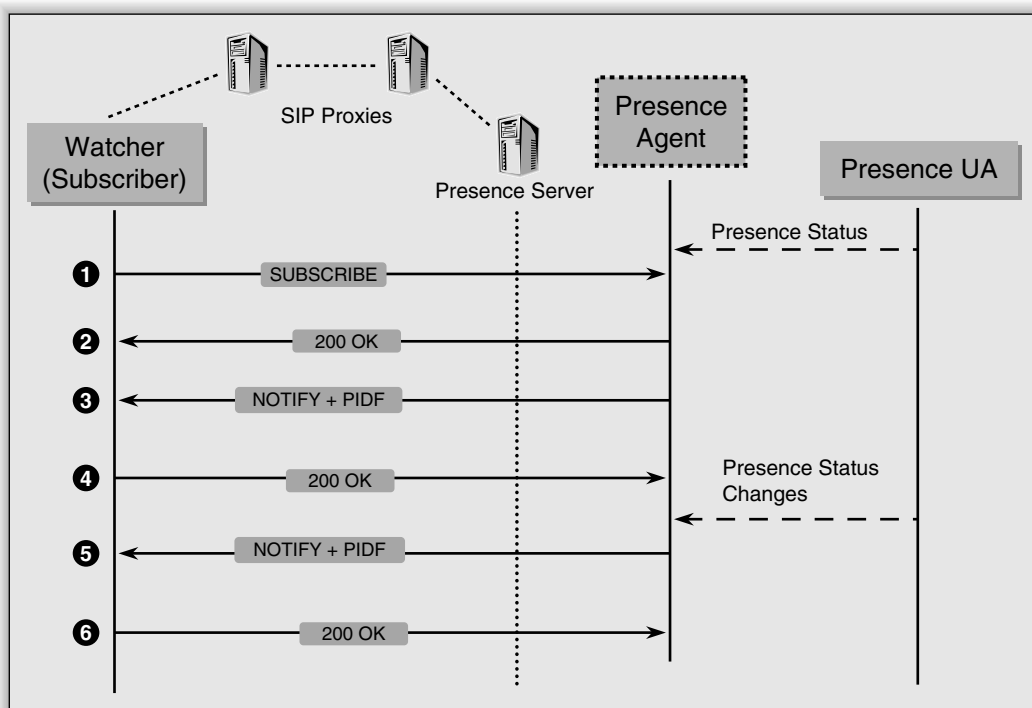 SIP Proxies
Presence
Agent
Watcher
(Subscriber)
Presence Server
Presence UA
Presence Status
1 SUBSCRIBE
2 200 OK
3 NOTIFY + PIDF
4 200 OK
Presence Status
Changes
5 NOTIFY + PIDF
6 200 OK